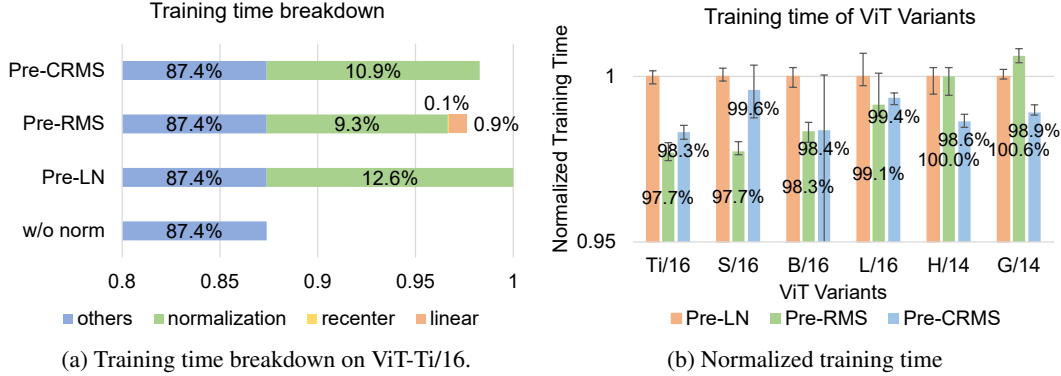 Training time breakdown
Pre-CRMS
87.4%
10.9%
0.1%
Pre-RMS
87.4%
9.3%
0.9%
Pre-LN
87.4%
12.6%
w/o norm
87.4%
0.8 0.85 0.9 0.95 1
others normalization recenter linear
(a) Training time breakdown on ViT-Ti/16.
Training time of ViT Variants
Normalized Training Time
1
0.95
97.7%
98.3%
97.7%
99.6%
98.3%
98.4%
99.1%
99.4%
100.0%
98.6%
100.6%
98.9%
Ti/16 S/16 B/16 L/16 H/14 G/14
ViT Variants
Pre-LN Pre-RMS Pre-CRMS
(b) Normalized training time